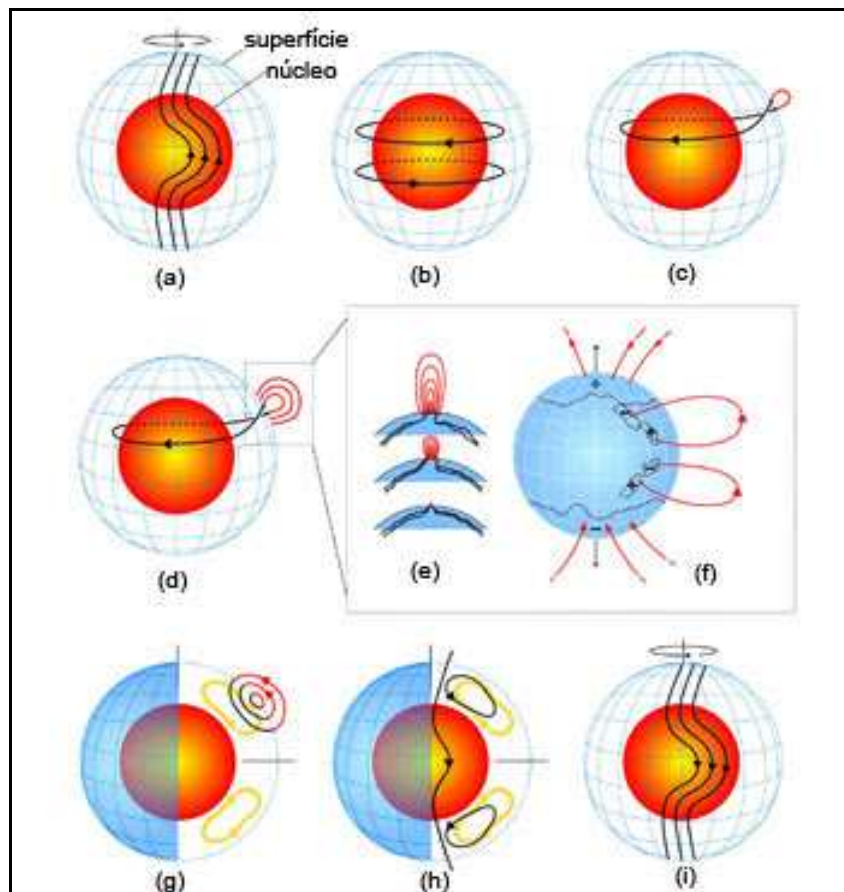 superfície
núcleo
(a)
(b)
(c)
(d)
(e)
(f)
(g)
(h)
(i)